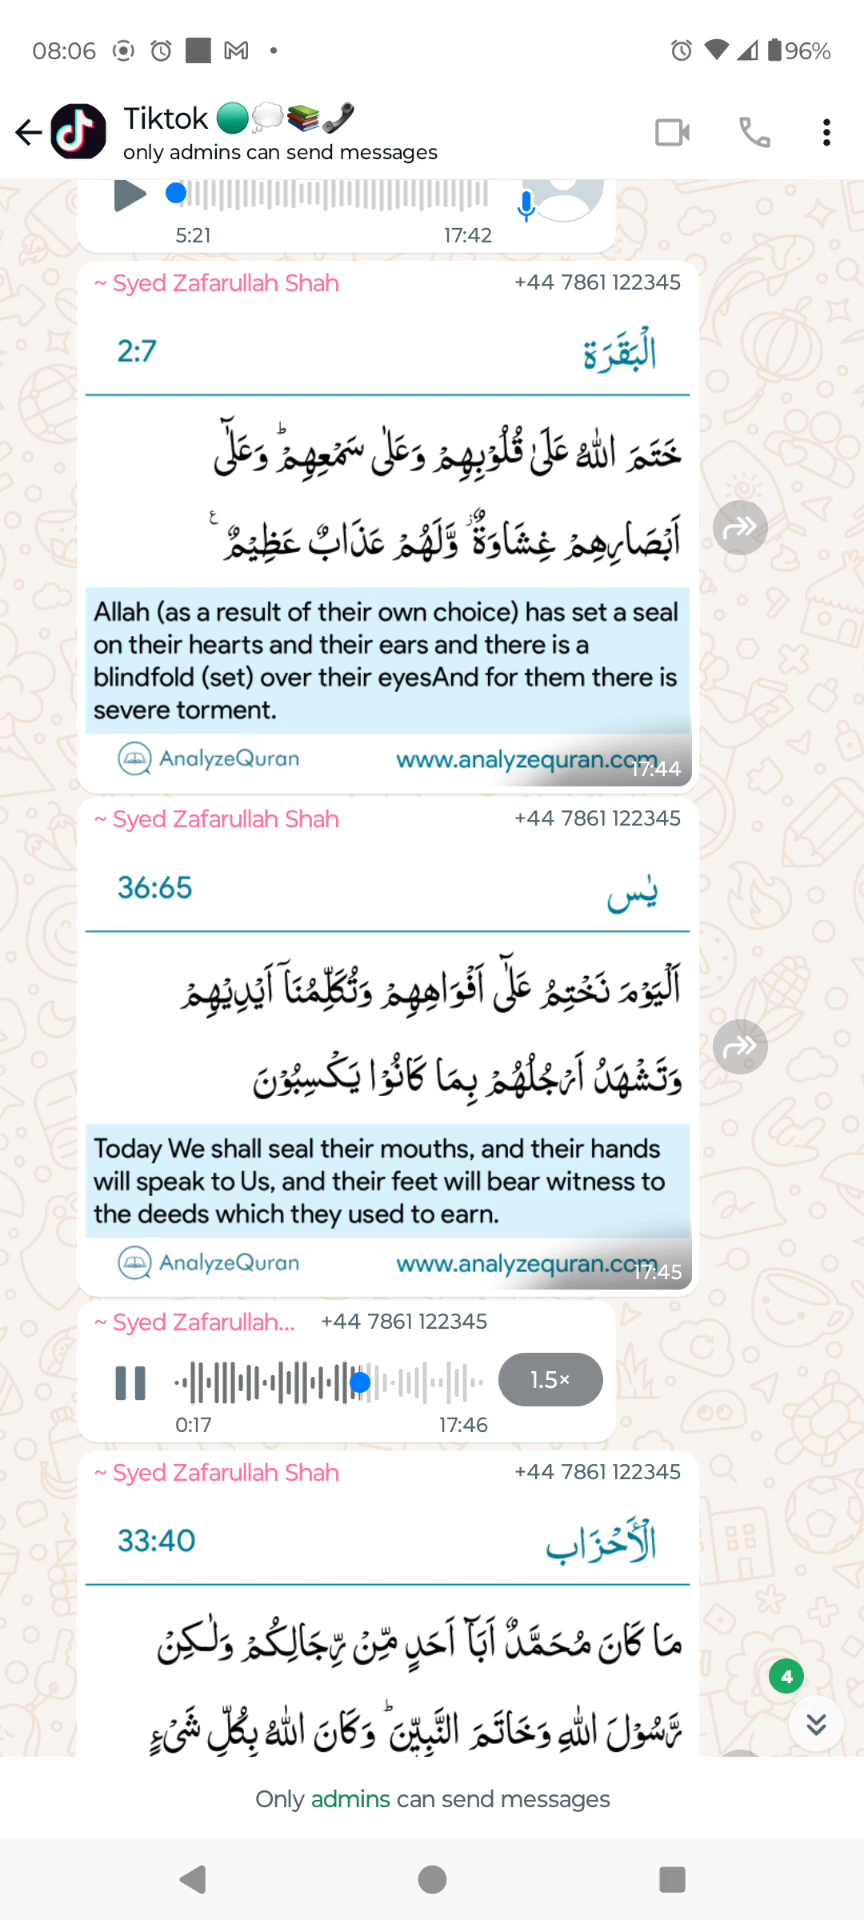 08:06
96%
Tiktok 🟢💭📚📞
only admins can send messages
5:21 17:42
~ Syed Zafarullah Shah +44 7861 122345
2:7 الْبَقَرَة
خَتَمَ اللّٰهُ عَلٰى قُلُوْبِهِمْ وَعَلٰى سَمْعِهِمْ ؕ وَعَلٰٓى
اَبْصَارِهِمْ غِشَاوَةٌ ؗ وَّلَهُمْ عَذَابٌ عَظِيْمٌ ۧ
Allah (as a result of their own choice) has set a seal
on their hearts and their ears and there is a
blindfold (set) over their eyesAnd for them there is
severe torment.
AnalyzeQuran www.analyzequran.com
17:44
~ Syed Zafarullah Shah +44 7861 122345
36:65 يٰس
اَلْيَوْمَ نَخْتِمُ عَلٰٓى اَفْوَاهِهِمْ وَتُكَلِّمُنَاۤ اَيْدِيْهِمْ
وَتَشْهَدُ اَرْجُلُهُمْ بِمَا كَانُوْا يَكْسِبُوْنَ
Today We shall seal their mouths, and their hands
will speak to Us, and their feet will bear witness to
the deeds which they used to earn.
AnalyzeQuran www.analyzequran.com
17:45
~ Syed Zafarullah... +44 7861 122345
1.5×
0:17 17:46
~ Syed Zafarullah Shah +44 7861 122345
33:40 الْأَحْزَاب
مَا كَانَ مُحَمَّدٌ اَبَاۤ اَحَدٍ مِّنْ رِّجَالِكُمْ وَلٰكِنْ
رَّسُوْلَ اللّٰهِ وَخَاتَمَ النَّبِيّٖنَ ؕ وَكَانَ اللّٰهُ بِكُلِّ شَيْءٍ
4
Only admins can send messages